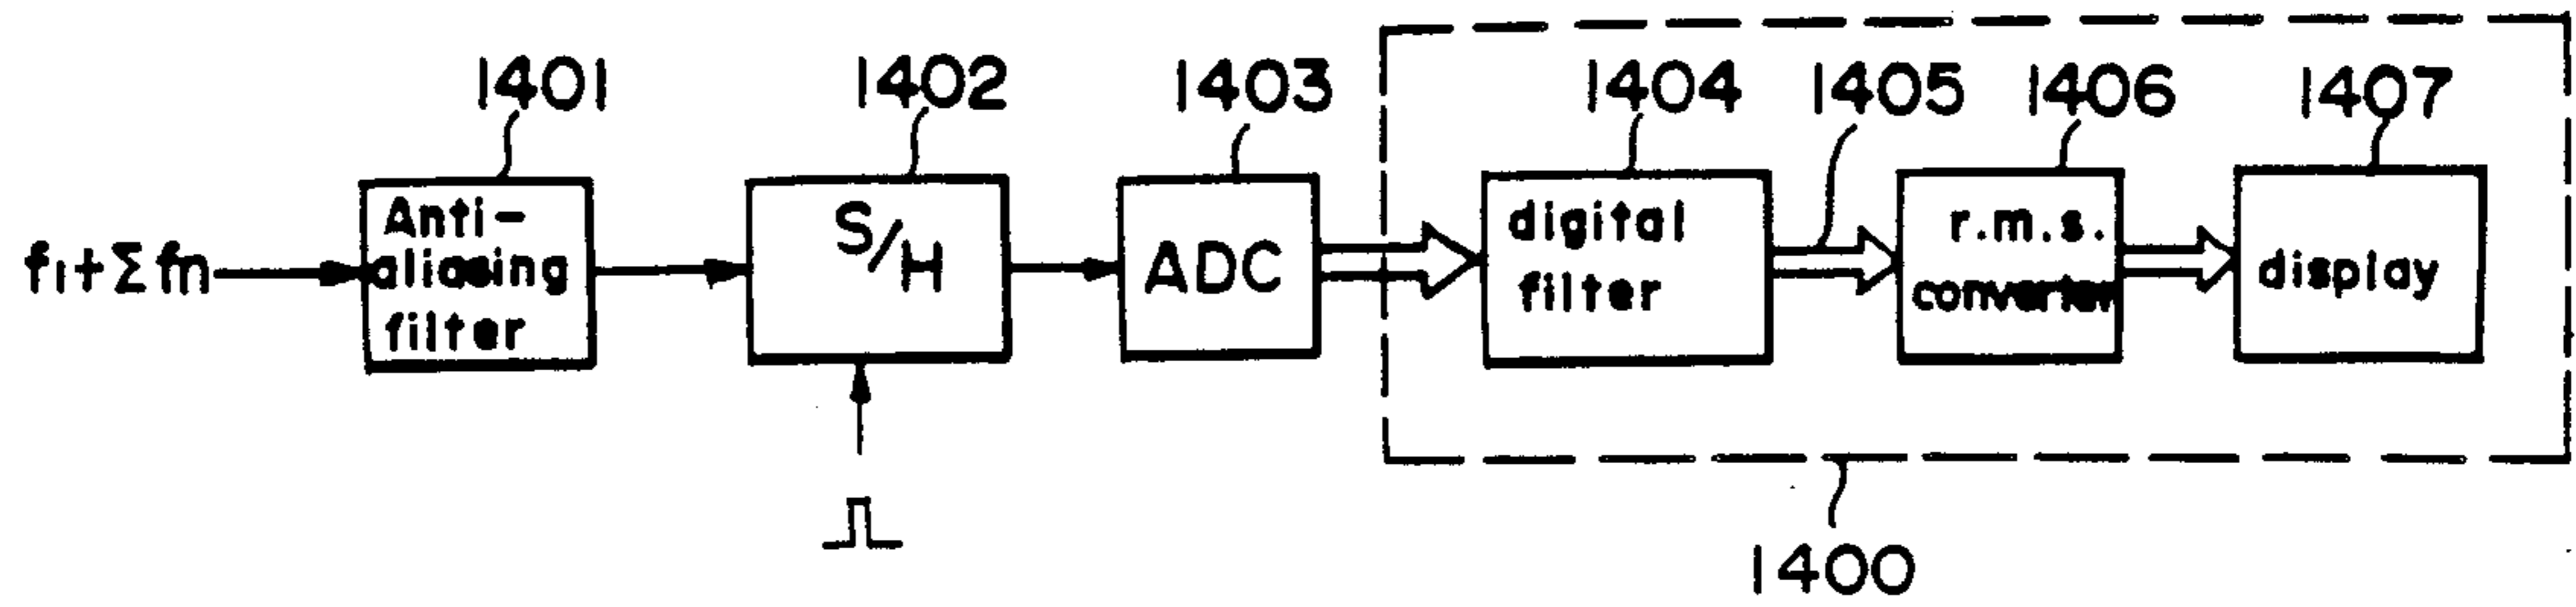 1401
1402
1403
1404
1405
1406
1407
f1+Σfn
Anti-
aliasing
filter
S/H
ADC
digital
filter
r.m.s.
converter
display
1400